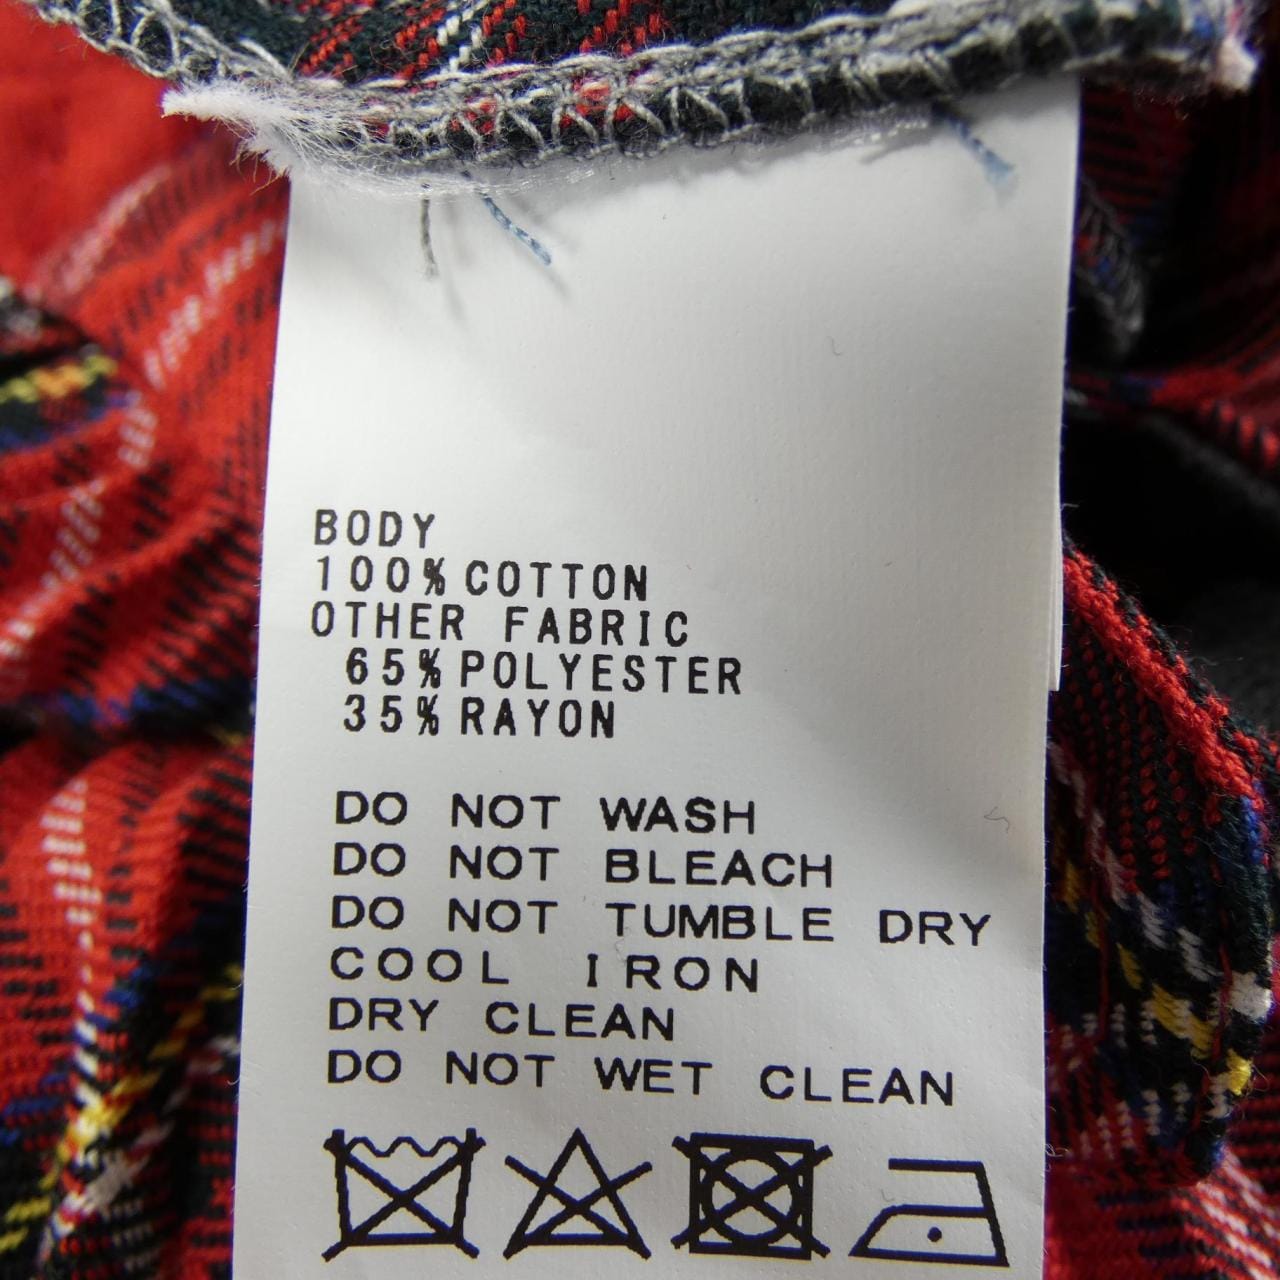 BODY
100%COTTON
OTHER FABRIC
65%POLYESTER
35%RAYON
DO NOT WASH
DO NOT BLEACH
DO NOT TUMBLE DRY
COOL IRON
DRY CLEAN
DO NOT WET CLEAN